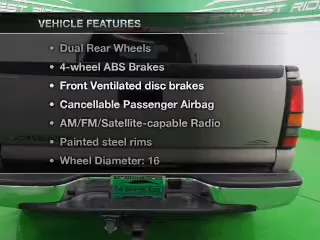 VEHICLE FEATURES
• Dual Rear Wheels
• 4-wheel ABS Brakes
• Front Ventilated disc brakes
• Cancellable Passenger Airbag
• AM/FM/Satellite-capable Radio
• Painted steel rims
• Wheel Diameter: 16